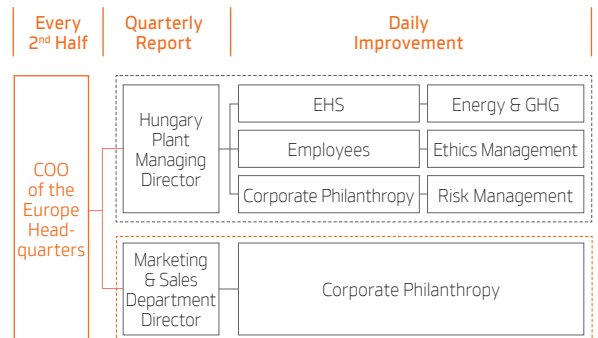 Every
2nd Half
Quarterly
Report
Daily
Improvement
COO
of the
Europe
Head-
quarters
Hungary
Plant
Managing
Director
EHS
Energy & GHG
Employees
Ethics Management
Corporate Philanthropy
Risk Management
Marketing
& Sales
Department
Director
Corporate Philanthropy